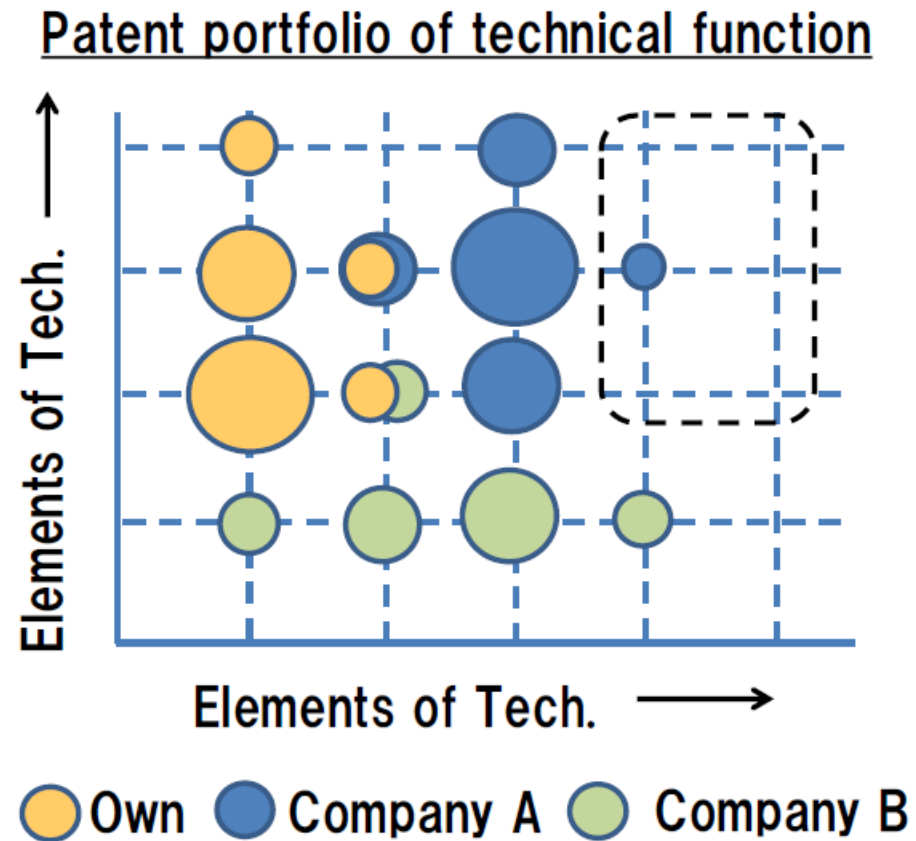 Patent portfolio of technical function
Elements of Tech.
Elements of Tech.
Own Company A Company B